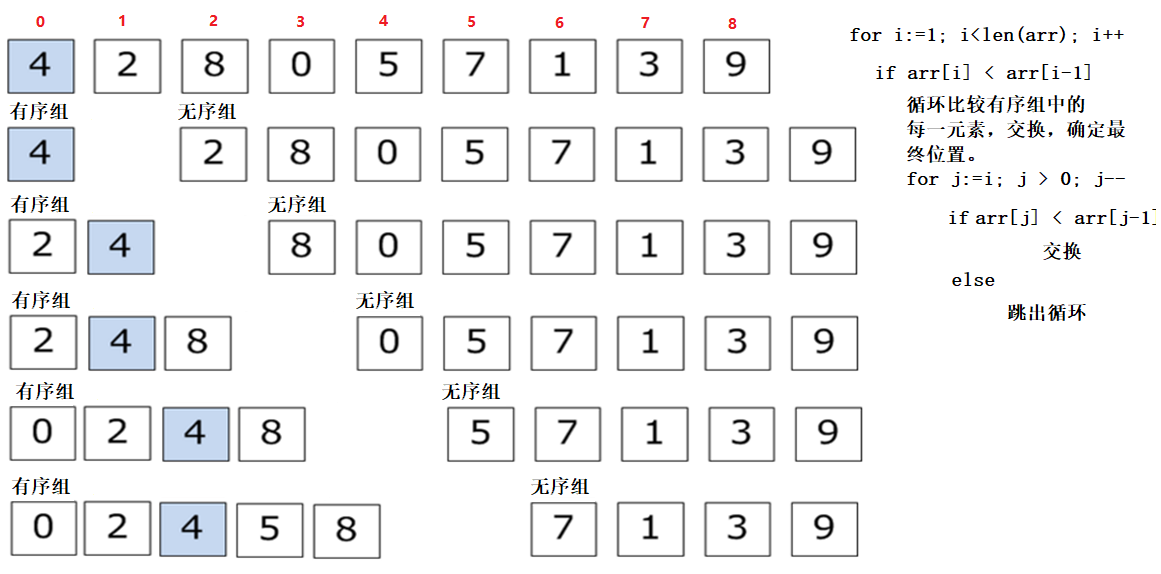 0 1 2 3 4 5 6 7 8
4 2 8 0 5 7 1 3 9
有序组 无序组
4 2 8 0 5 7 1 3 9
有序组 无序组
2 4 8 0 5 7 1 3 9
有序组 无序组
2 4 8 0 5 7 1 3 9
有序组 无序组
0 2 4 8 5 7 1 3 9
有序组 无序组
0 2 4 5 8 7 1 3 9
for i:=1; i<len(arr); i++
if arr[i] < arr[i-1]
循环比较有序组中的
每一元素，交换，确定最
终位置。
for j:=i; j > 0; j--
if arr[j] < arr[j-1]
交换
else
跳出循环